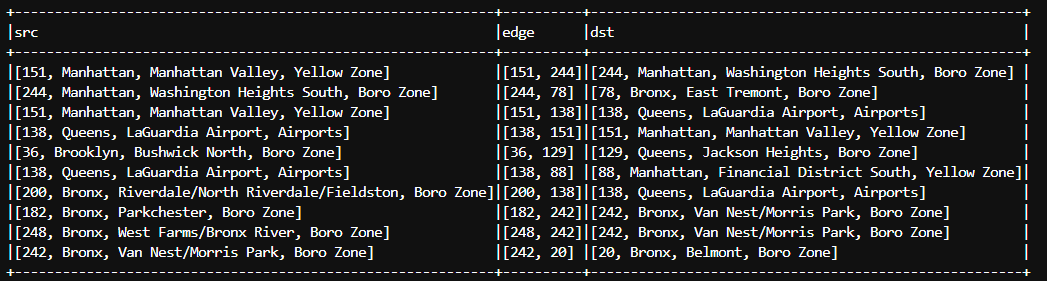 +------------------------------------------------------------+----------+------------------------------------------------------+
|src                                                         |edge      |dst                                                   |
+------------------------------------------------------------+----------+------------------------------------------------------+
|[151, Manhattan, Manhattan Valley, Yellow Zone]             |[151, 244]|[244, Manhattan, Washington Heights South, Boro Zone] |
|[244, Manhattan, Washington Heights South, Boro Zone]       |[244, 78] |[78, Bronx, East Tremont, Boro Zone]                  |
|[151, Manhattan, Manhattan Valley, Yellow Zone]             |[151, 138]|[138, Queens, LaGuardia Airport, Airports]            |
|[138, Queens, LaGuardia Airport, Airports]                  |[138, 151]|[151, Manhattan, Manhattan Valley, Yellow Zone]       |
|[36, Brooklyn, Bushwick North, Boro Zone]                   |[36, 129] |[129, Queens, Jackson Heights, Boro Zone]             |
|[138, Queens, LaGuardia Airport, Airports]                  |[138, 88] |[88, Manhattan, Financial District South, Yellow Zone]|
|[200, Bronx, Riverdale/North Riverdale/Fieldston, Boro Zone]|[200, 138]|[138, Queens, LaGuardia Airport, Airports]            |
|[182, Bronx, Parkchester, Boro Zone]                        |[182, 242]|[242, Bronx, Van Nest/Morris Park, Boro Zone]         |
|[248, Bronx, West Farms/Bronx River, Boro Zone]             |[248, 242]|[242, Bronx, Van Nest/Morris Park, Boro Zone]         |
|[242, Bronx, Van Nest/Morris Park, Boro Zone]               |[242, 20] |[20, Bronx, Belmont, Boro Zone]                       |
+------------------------------------------------------------+----------+------------------------------------------------------+